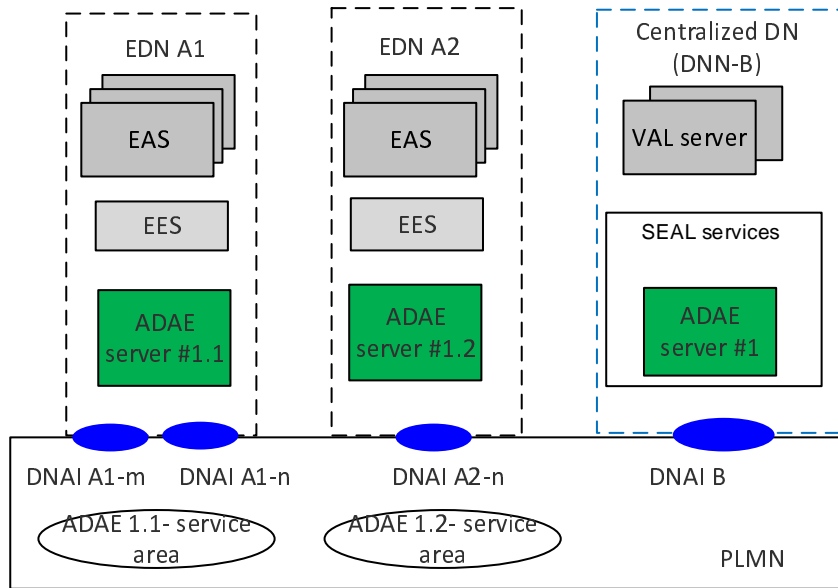 EDN A1
EAS
EES
ADAE
server #1.1
EDN A2
EAS
EES
ADAE
server #1.2
Centralized DN
(DNN-B)
VAL server
SEAL services
ADAE
server #1
DNAI A1-m
DNAI A1-n
DNAI A2-n
DNAI B
ADAE 1.1- service
area
ADAE 1.2- service
area
PLMN